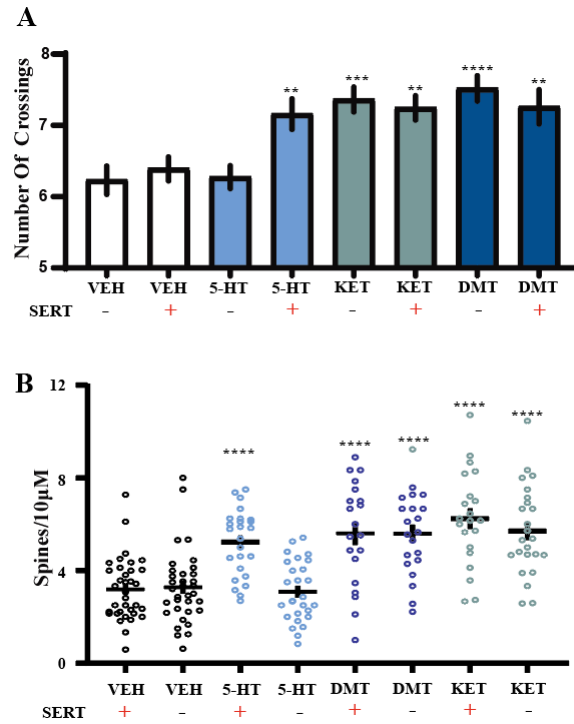 A
Number Of Crossings
8
7
6
5
** *** ** **** **
VEH VEH 5-HT 5-HT KET KET DMT DMT
SERT - + - + - + - +
B
Spines/10μM
12
8
4
0
**** **** **** **** ****
VEH VEH 5-HT 5-HT DMT DMT KET KET
SERT + - + - + - + -